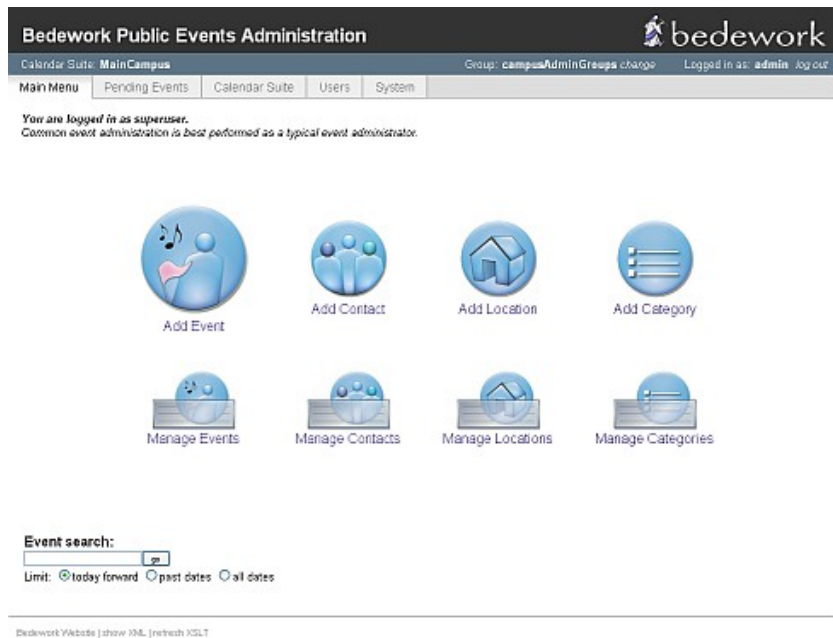 Bedework Public Events Administration
bedework
Calendar Suite: MainCampus Group: campusAdminGroups change Logged in as: admin log out
Main Menu Pending Events Calendar Suite Users System
You are logged in as superuser.
Common event administration is best performed as a typical event administrator.
Add Event Add Contact Add Location Add Category
Manage Events Manage Contacts Manage Locations Manage Categories
Event search:
go
Limit: today forward past dates all dates
Bedework Website | show XML | refresh XSLT